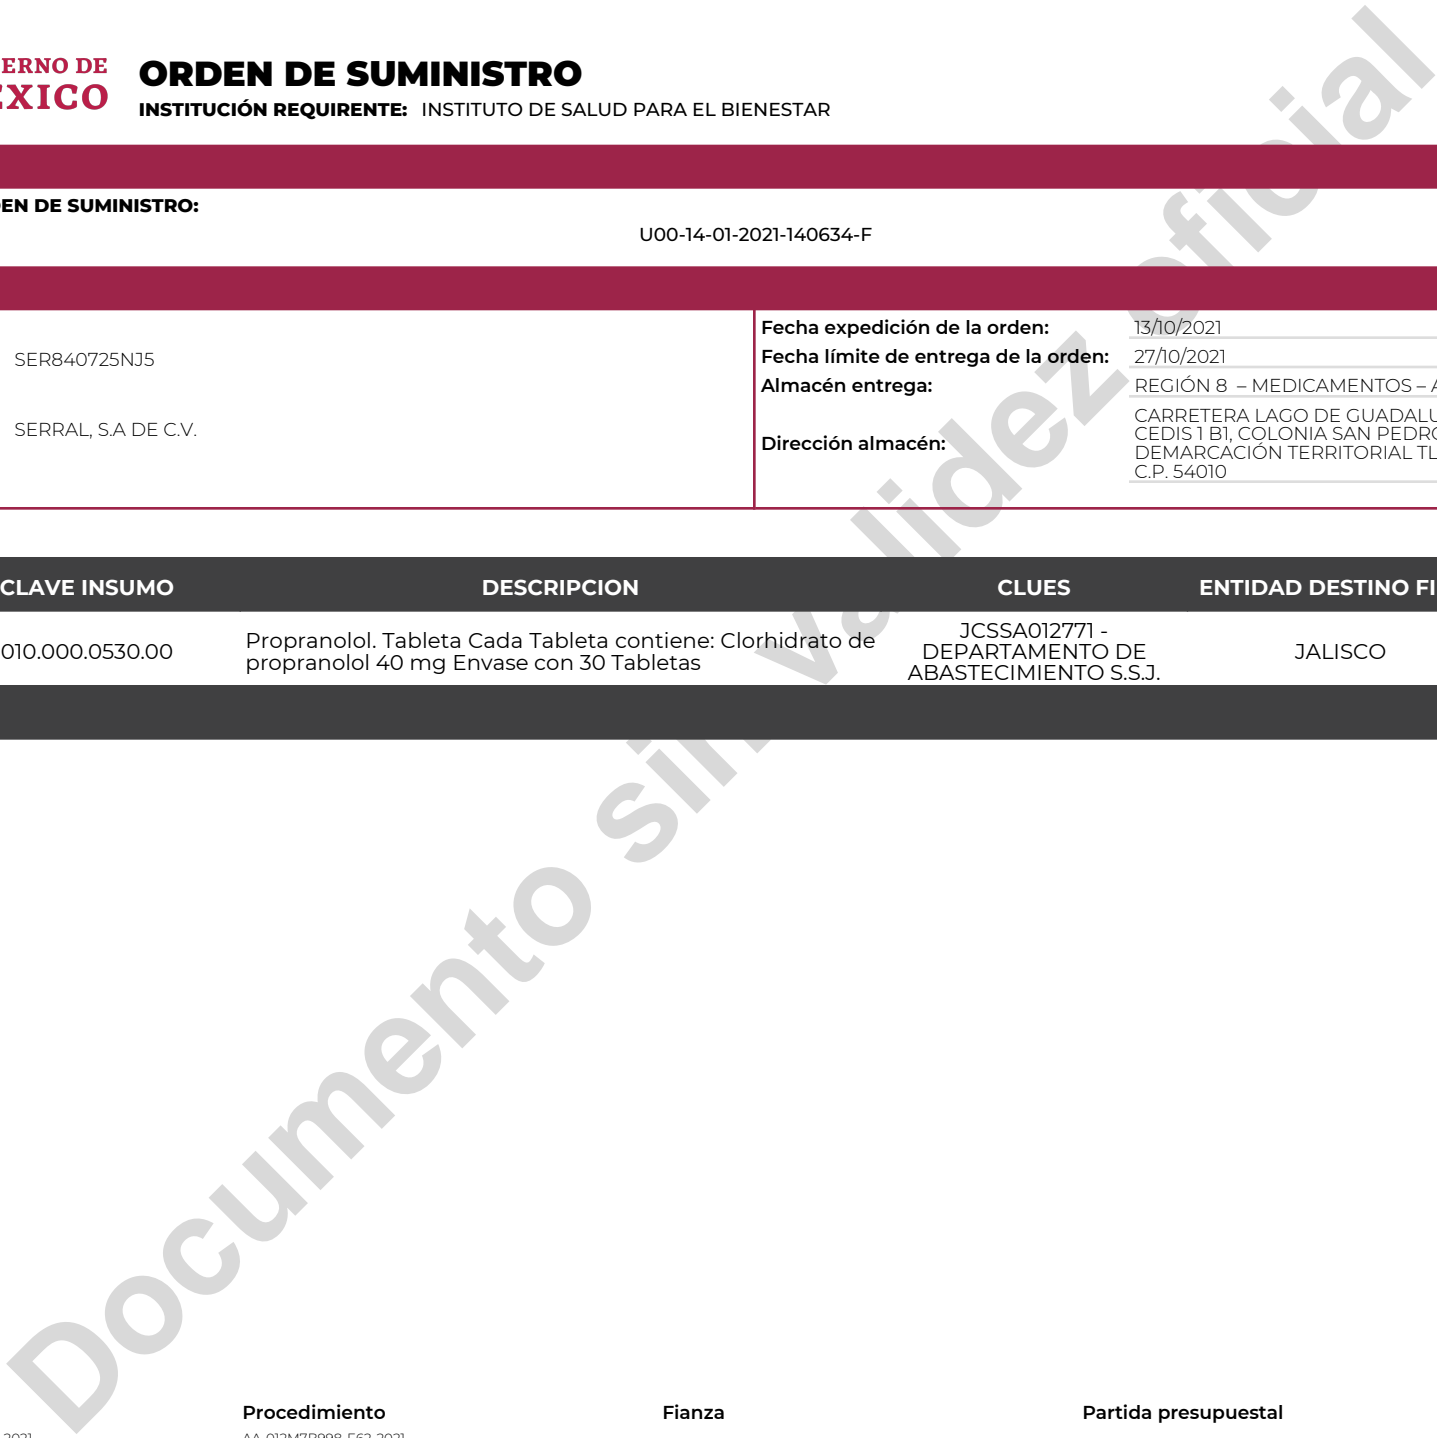 ERNO DE
ORDEN DE SUMINISTRO
INSTITUCIÓN REQUIRENTE: INSTITUTO DE SALUD PARA EL BIENESTAR
EN DE SUMINISTRO:
U00-14-01-2021-140634-F
SER840725NJ5
SERRAL, S.A DE C.V.
Fecha expedición de la orden: 13/10/2021
Fecha límite de entrega de la orden: 27/10/2021
Almacén entrega: REGIÓN 8 – MEDICAMENTOS –
Dirección almacén:
CARRETERA LAGO DE GUADALU
CEDIS 1 B1, COLONIA SAN PEDRO
DEMARCACIÓN TERRITORIAL TL
C.P. 54010
CLAVE INSUMO DESCRIPCION CLUES ENTIDAD DESTINO FI
010.000.0530.00
Propranolol. Tableta Cada Tableta contiene: Clorhidrato de
propranolol 40 mg Envase con 30 Tabletas
JCSSA012771 -
DEPARTAMENTO DE
ABASTECIMIENTO S.S.J.
JALISCO
Documento sin validez oficial
Procedimiento Fianza Partida presupuestal